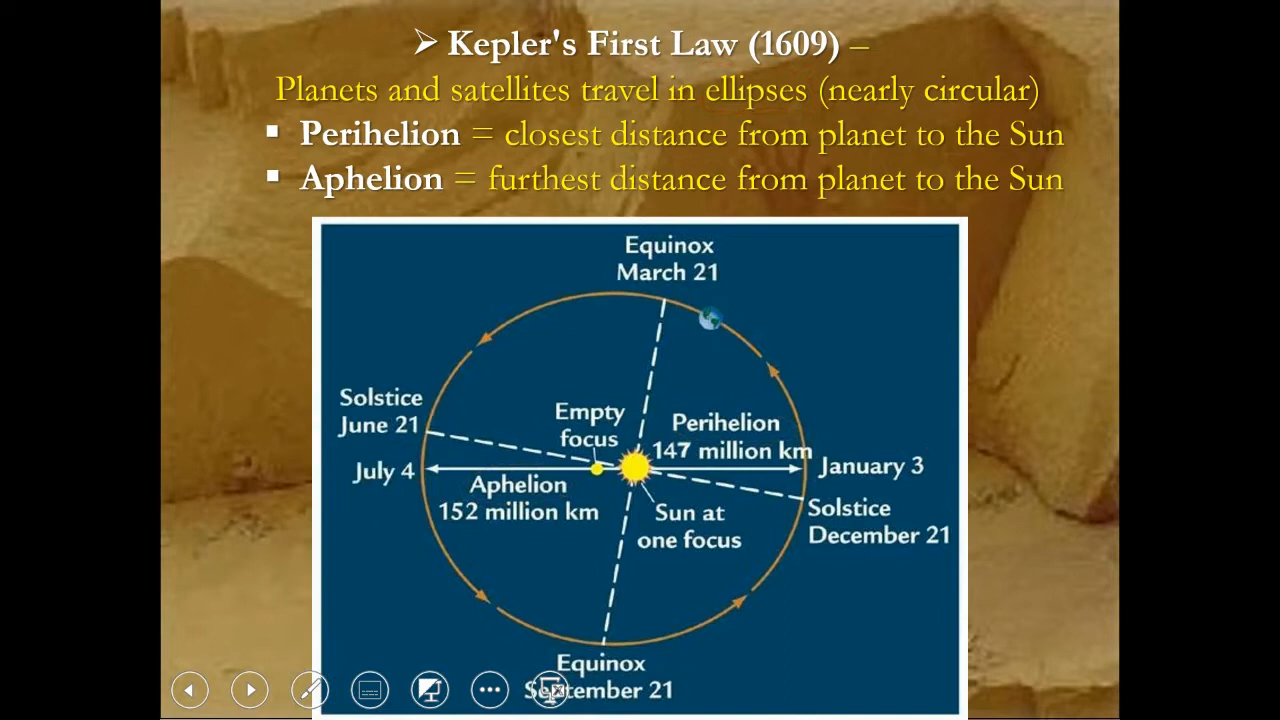 ➢ Kepler's First Law (1609) –
Planets and satellites travel in ellipses (nearly circular)
▪ Perihelion = closest distance from planet to the Sun
▪ Aphelion = furthest distance from planet to the Sun
Equinox
March 21
Solstice
June 21
Empty
focus
Perihelion
147 million km
July 4
January 3
Aphelion
152 million km
Sun at
one focus
Solstice
December 21
Equinox
September 21